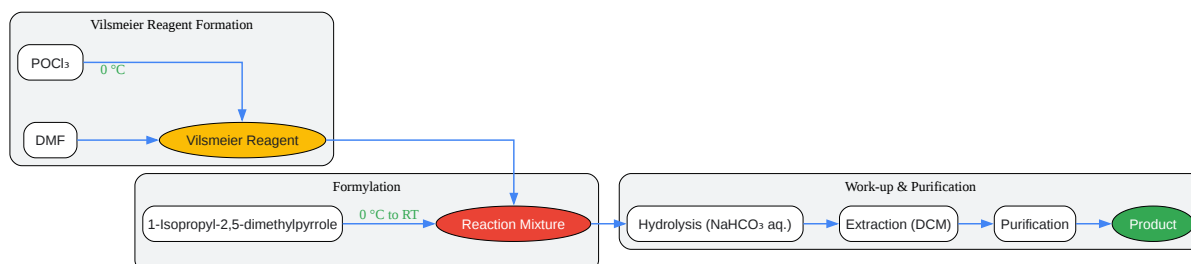 Vilsmeier Reagent Formation
POCl₃
0 °C
DMF
Vilsmeier Reagent
Formylation
1-Isopropyl-2,5-dimethylpyrrole
0 °C to RT
Reaction Mixture
Work-up & Purification
Hydrolysis (NaHCO₃ aq.)
Extraction (DCM)
Purification
Product